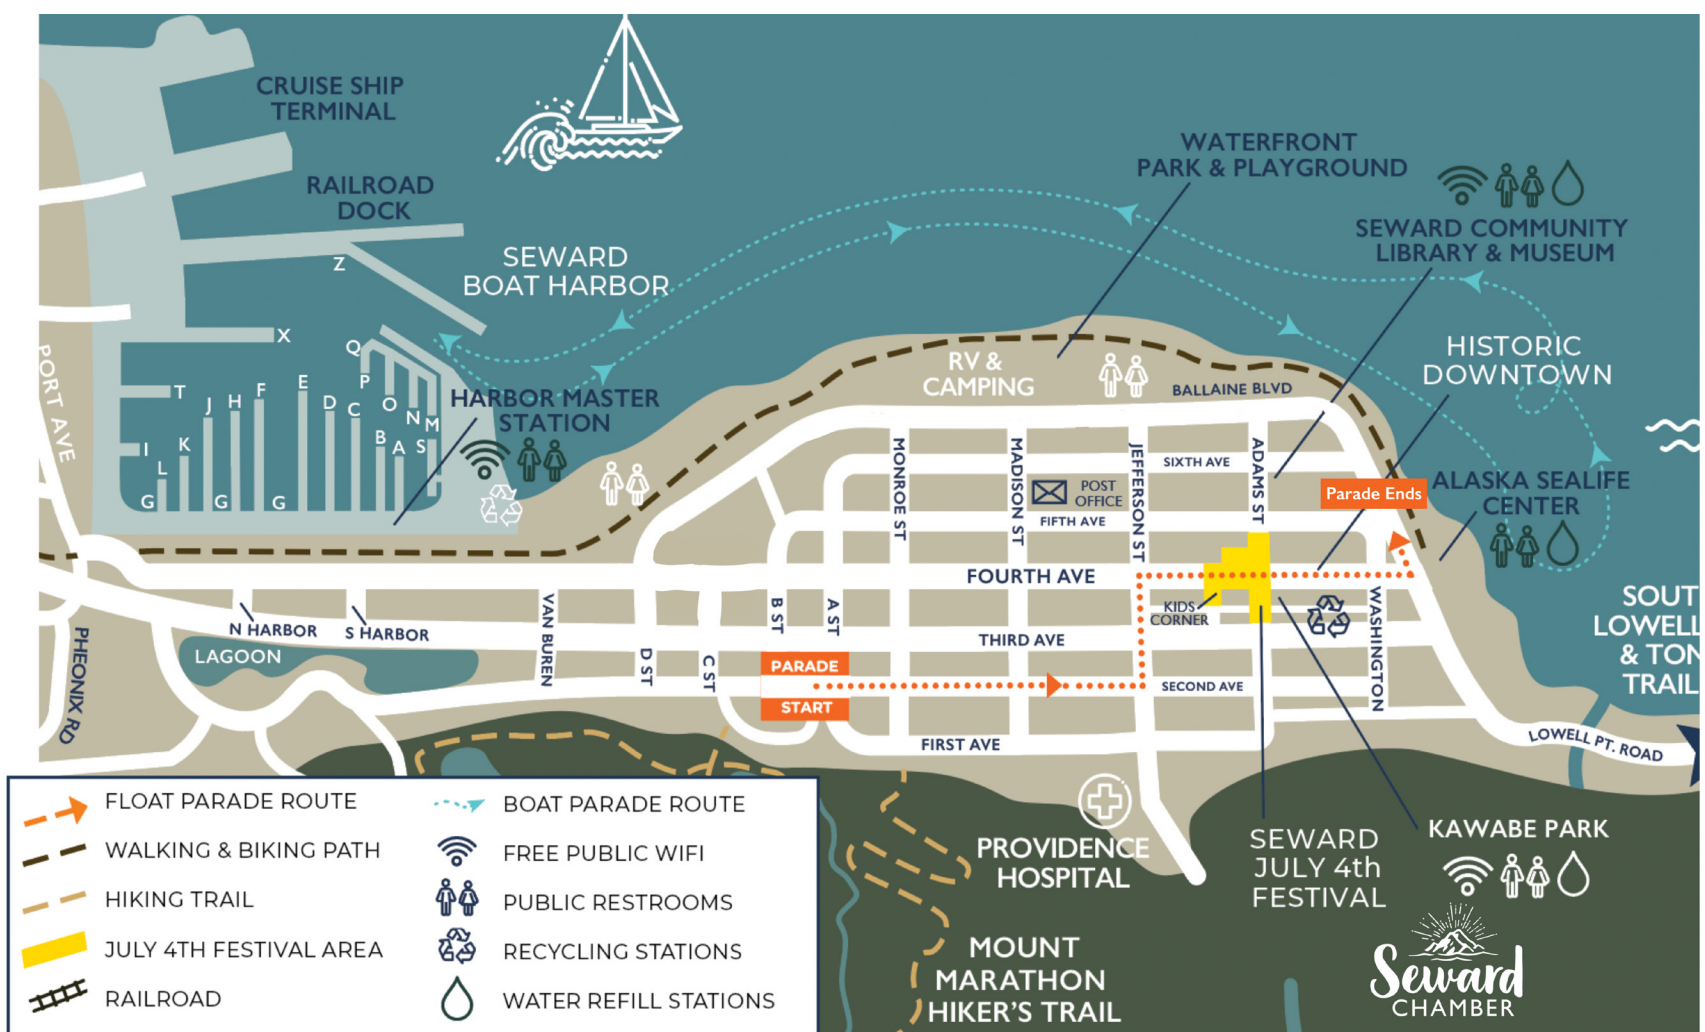 CRUISE SHIP
TERMINAL
RAILROAD
DOCK
Z
SEWARD
BOAT HARBOR
X
Q
P
T
J
H
F
E
D
C
O
N
M
B
A
S
I
K
L
G
G
G
PORT AVE
HARBOR MASTER
STATION
WATERFRONT
PARK & PLAYGROUND
SEWARD COMMUNITY
LIBRARY & MUSEUM
HISTORIC
DOWNTOWN
RV &
CAMPING
BALLAINE BLVD
MONROE ST
MADISON ST
JEFFERSON ST
ADAMS ST
SIXTH AVE
POST
OFFICE
FIFTH AVE
Parade Ends
ALASKA SEALIFE
CENTER
FOURTH AVE
KIDS
CORNER
WASHINGTON
N HARBOR
S HARBOR
VAN BUREN
B ST
A ST
THIRD AVE
LAGOON
PHEONIX RD
D ST
C ST
PARADE
START
SECOND AVE
FIRST AVE
SOUT
LOWELL
& TON
TRAIL
LOWELL PT. ROAD
PROVIDENCE
HOSPITAL
SEWARD
JULY 4th
FESTIVAL
KAWABE PARK
MOUNT
MARATHON
HIKER'S TRAIL
Seward
CHAMBER
FLOAT PARADE ROUTE
WALKING & BIKING PATH
HIKING TRAIL
JULY 4TH FESTIVAL AREA
RAILROAD
BOAT PARADE ROUTE
FREE PUBLIC WIFI
PUBLIC RESTROOMS
RECYCLING STATIONS
WATER REFILL STATIONS